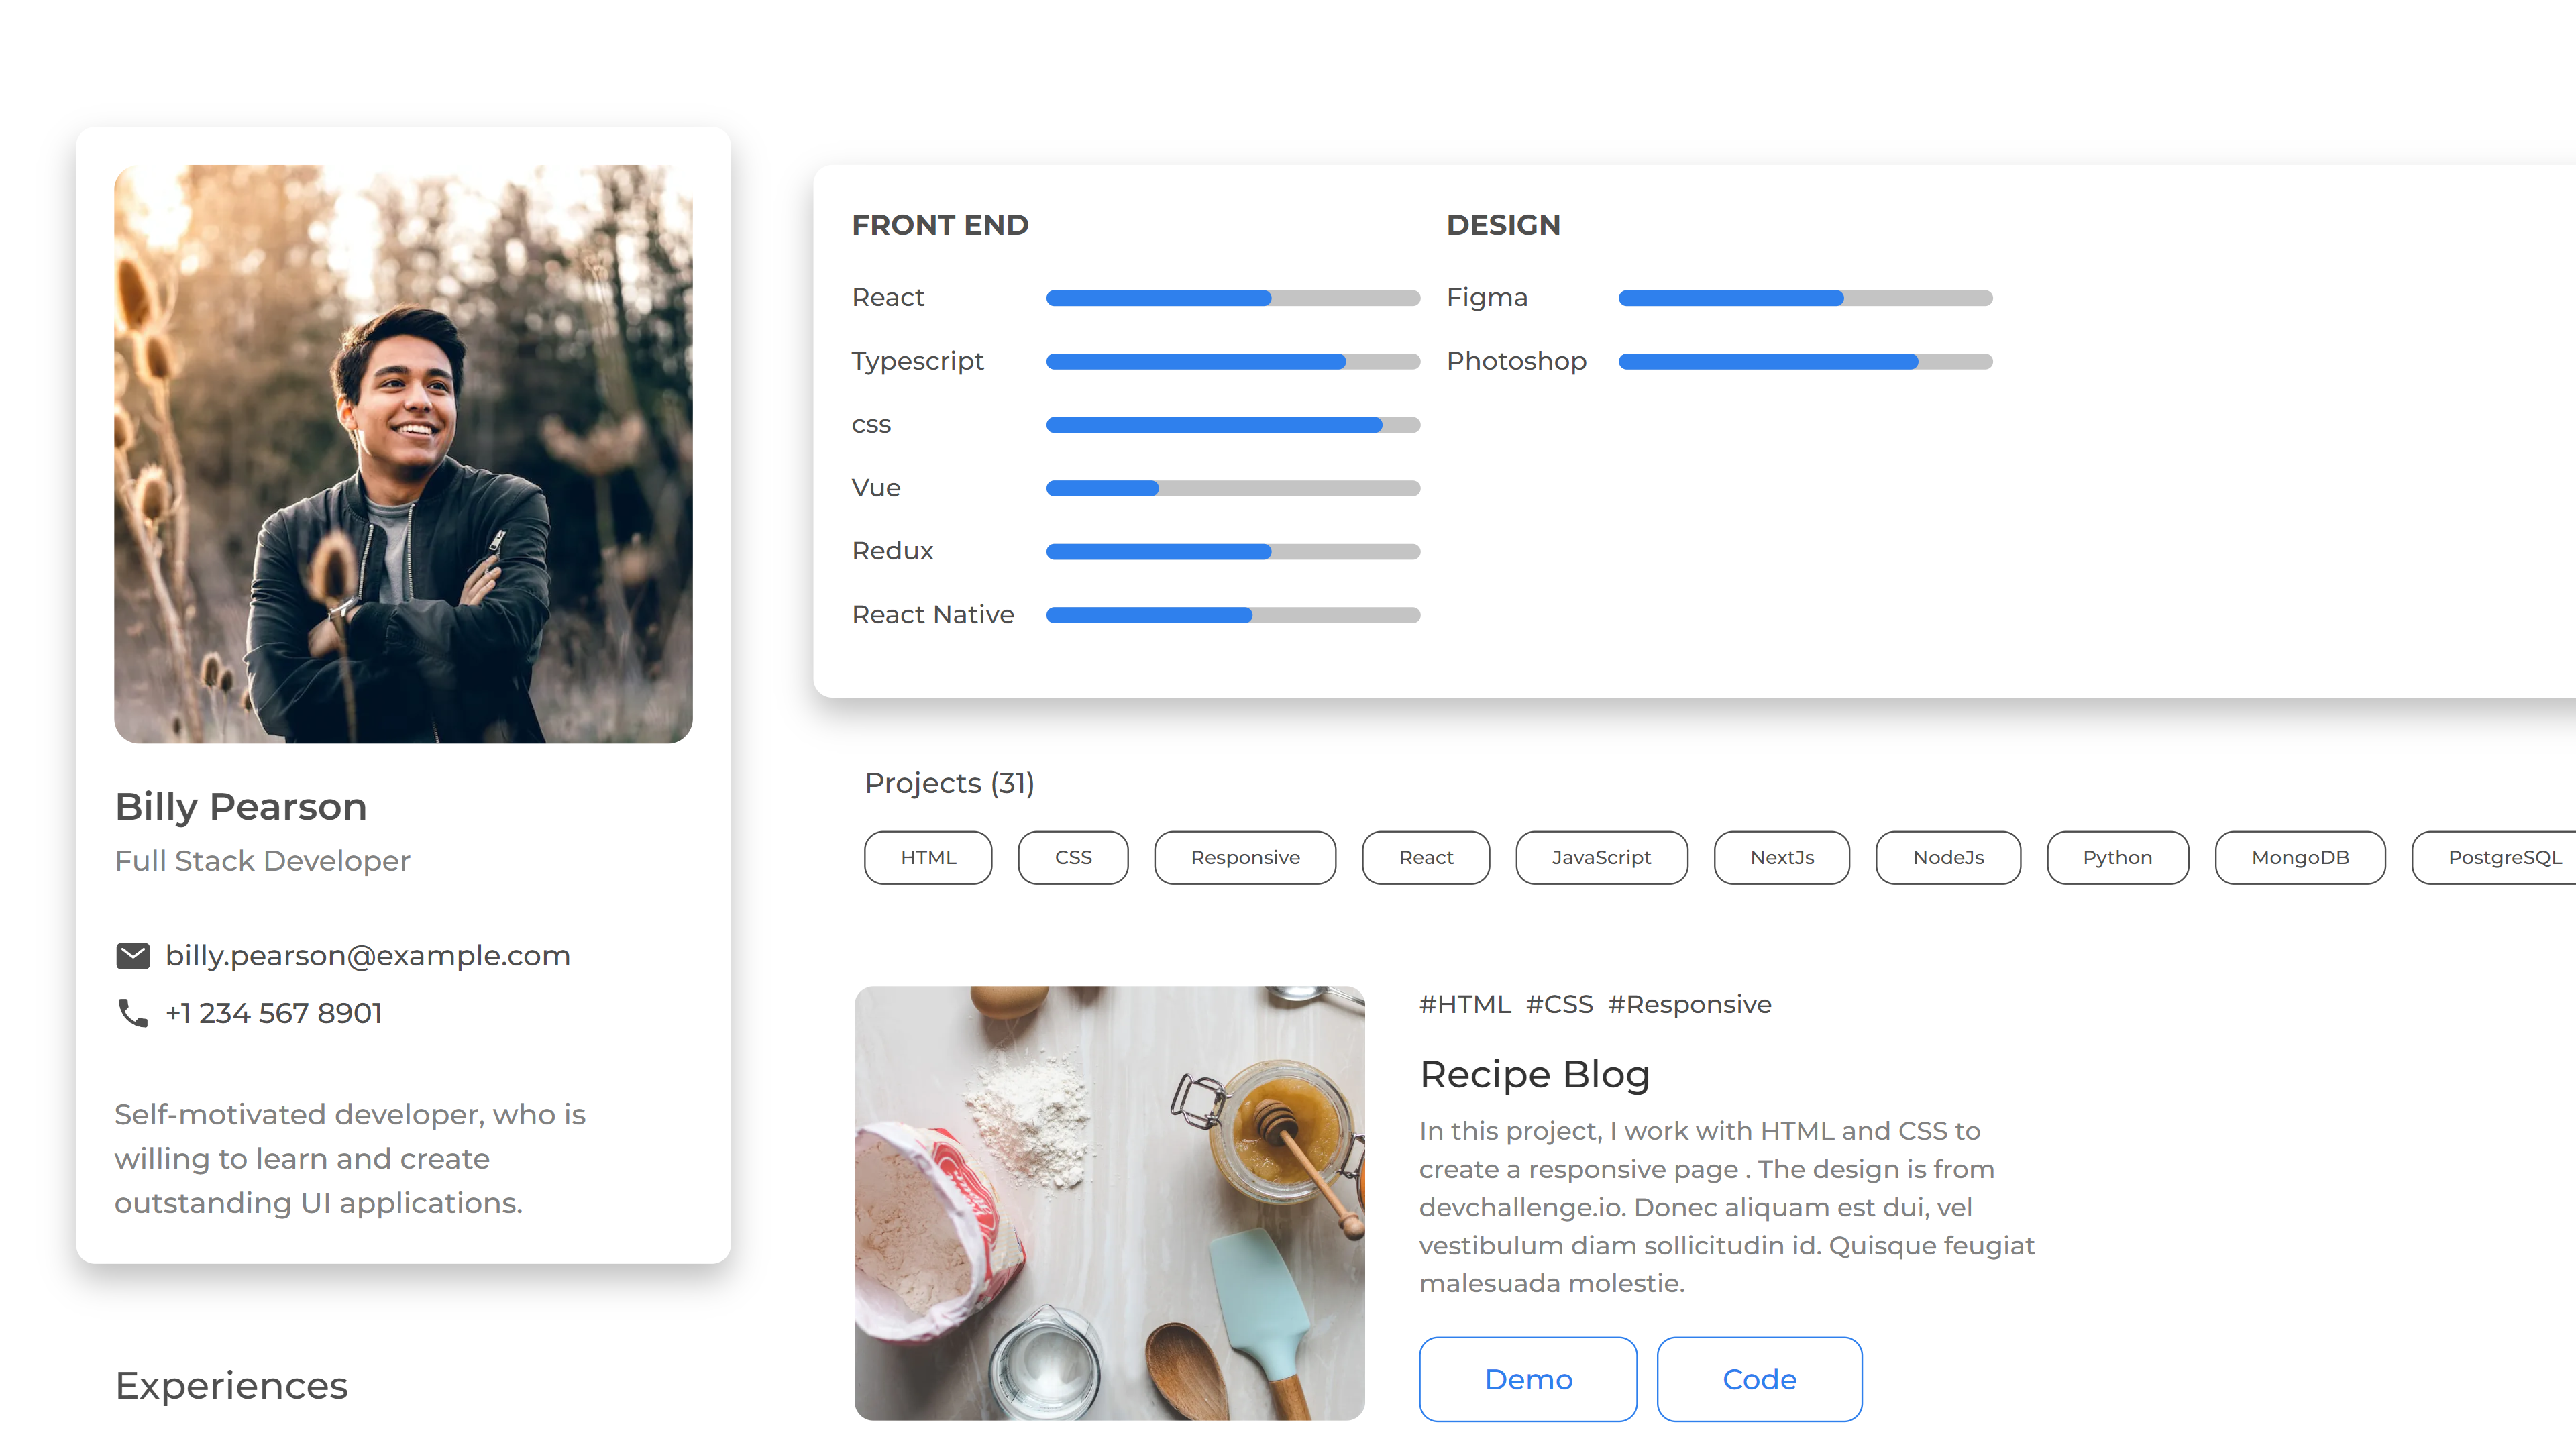 Billy Pearson
Full Stack Developer
billy.pearson@example.com
+1 234 567 8901
Self-motivated developer, who is
willing to learn and create
outstanding UI applications.
Experiences
FRONT END
React
Typescript
css
Vue
Redux
React Native
DESIGN
Figma
Photoshop
Projects (31)
HTML
CSS
Responsive
React
JavaScript
NextJs
NodeJs
Python
MongoDB
PostgreSQL
#HTML #CSS #Responsive
Recipe Blog
In this project, I work with HTML and CSS to
create a responsive page . The design is from
devchallenge.io. Donec aliquam est dui, vel
vestibulum diam sollicitudin id. Quisque feugiat
malesuada molestie.
Demo
Code